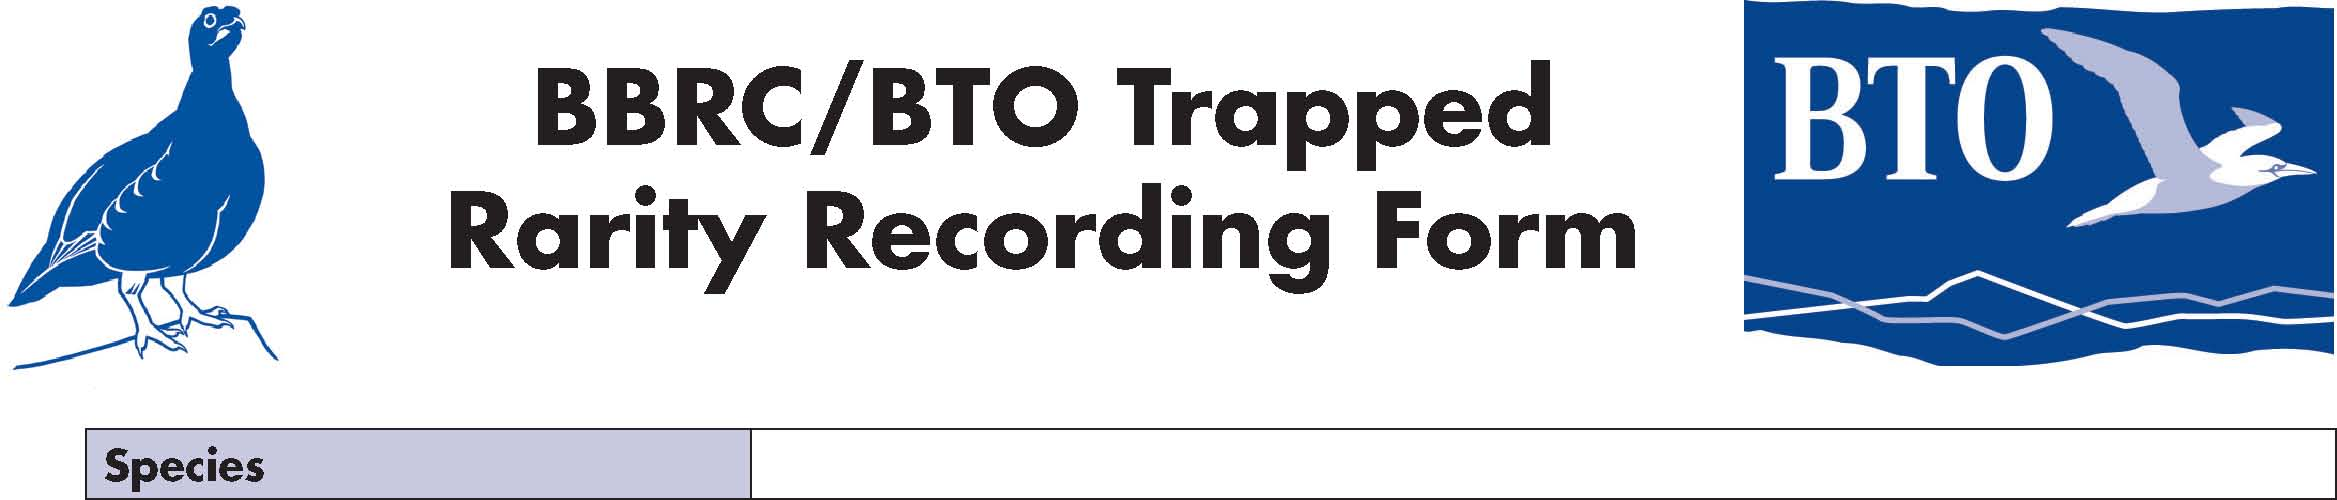 BBRC/BTO Trapped
Rarity Recording Form
BTO
Species